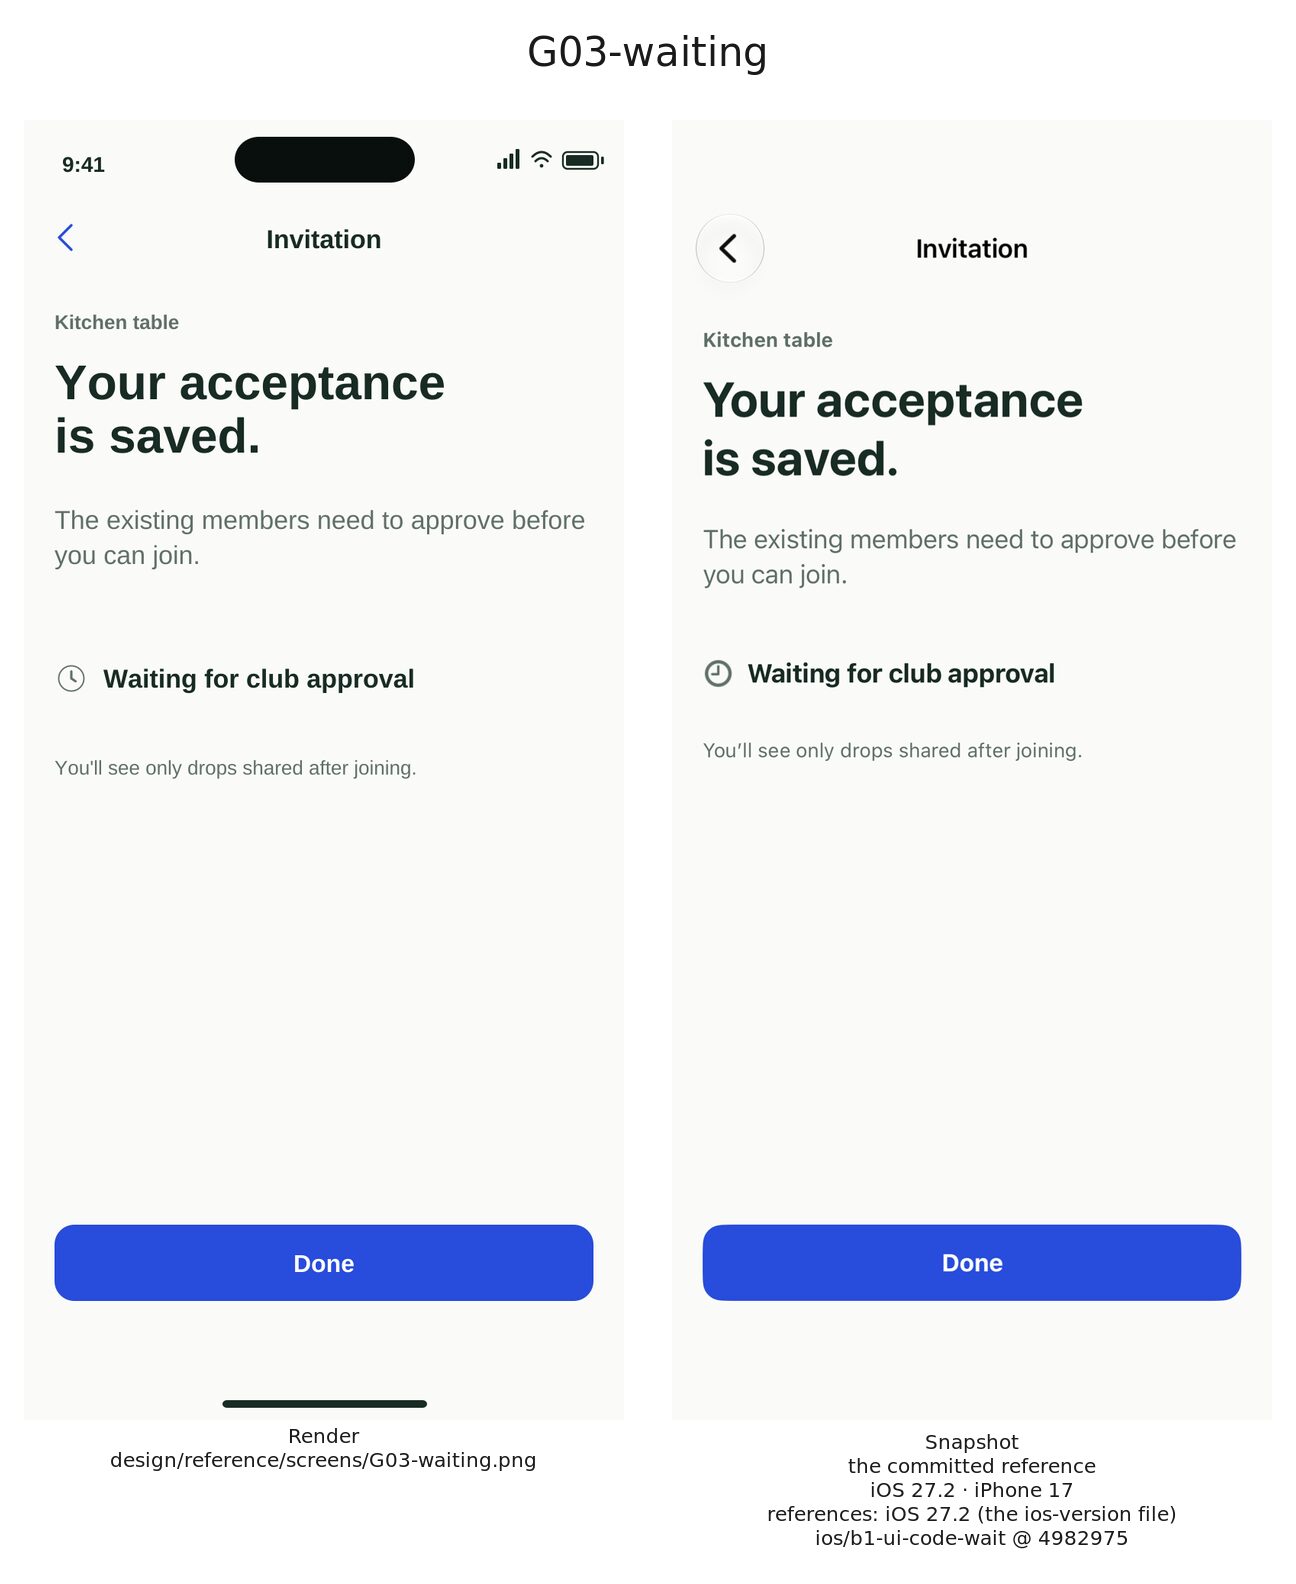 G03-waiting
9:41
Invitation
Kitchen table
Your acceptance
is saved.
The existing members need to approve before
you can join.
Waiting for club approval
You'll see only drops shared after joining.
Done
Render
design/reference/screens/G03-waiting.png
Invitation
Kitchen table
Your acceptance
is saved.
The existing members need to approve before
you can join.
Waiting for club approval
You’ll see only drops shared after joining.
Done
Snapshot
the committed reference
iOS 27.2 · iPhone 17
references: iOS 27.2 (the ios-version file)
ios/b1-ui-code-wait @ 4982975